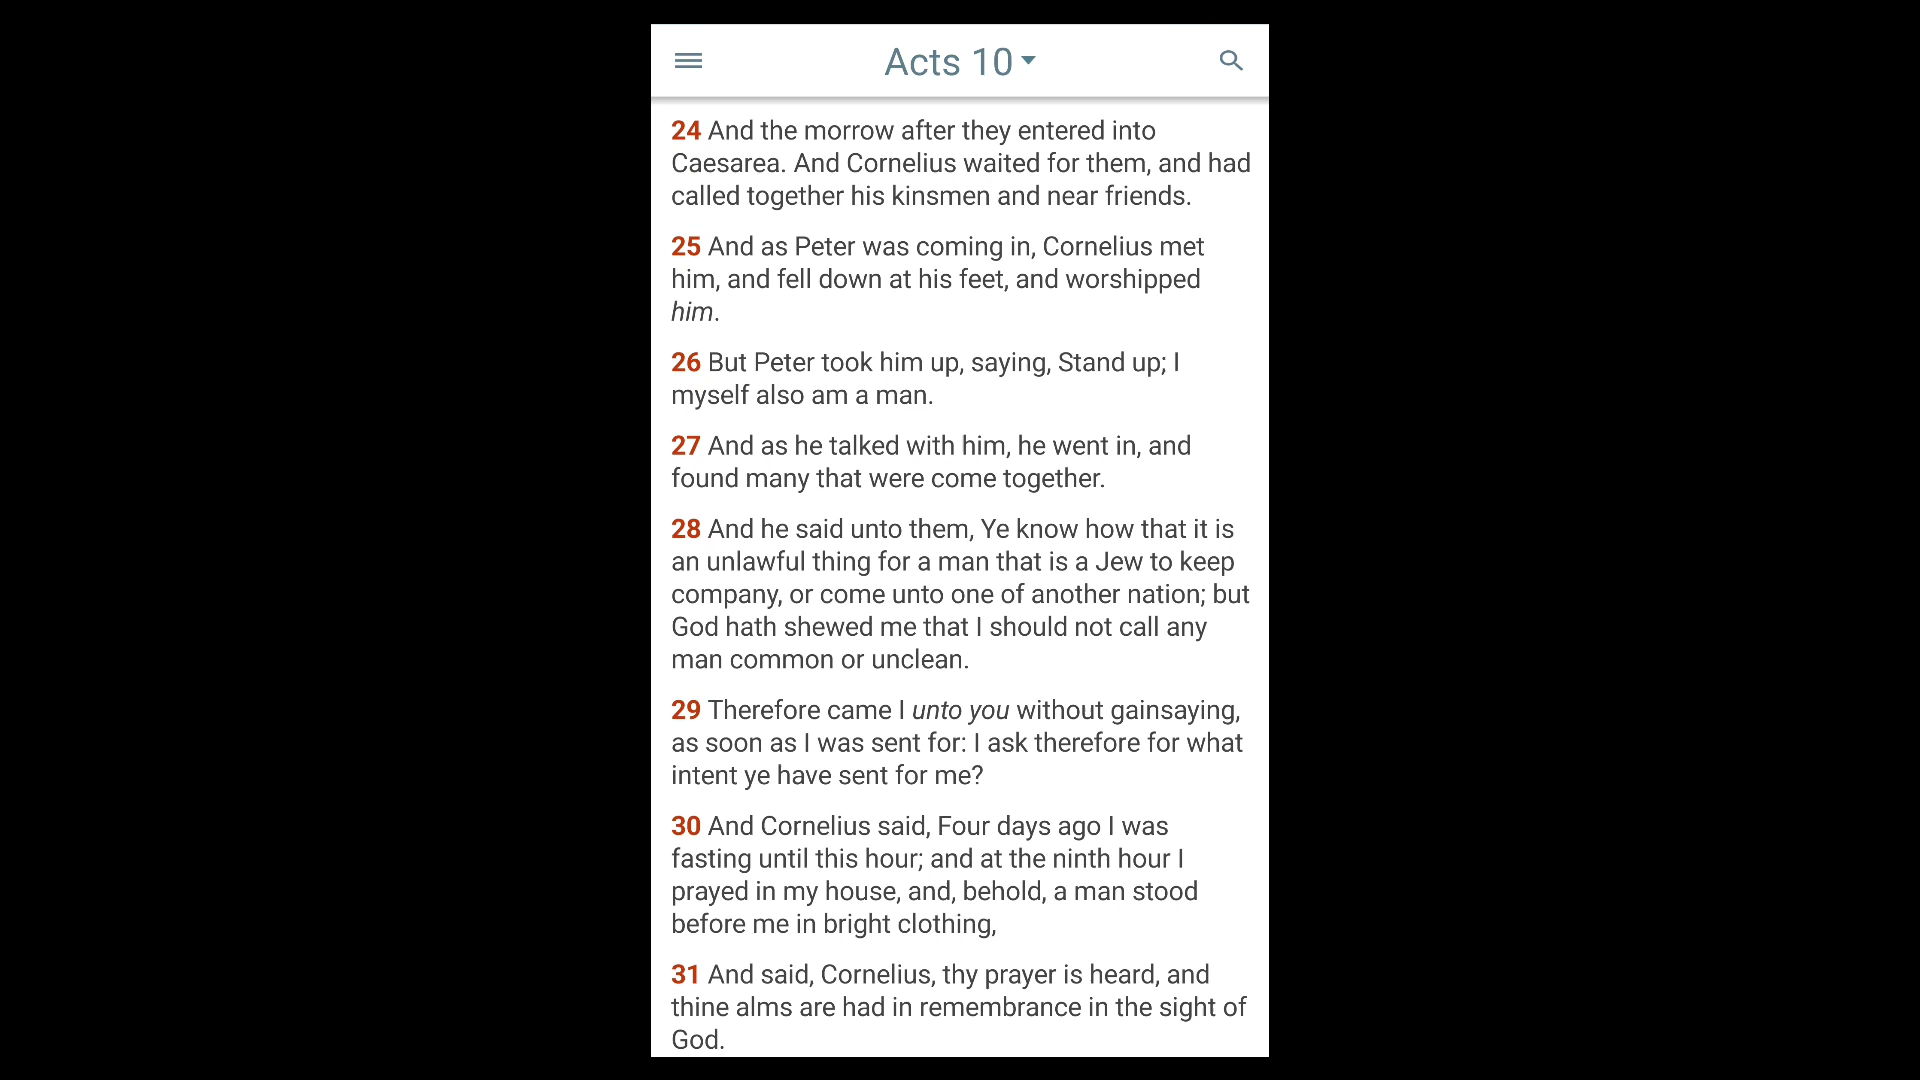 Acts 10
24 And the morrow after they entered into
Caesarea. And Cornelius waited for them, and had
called together his kinsmen and near friends.
25 And as Peter was coming in, Cornelius met
him, and fell down at his feet, and worshipped
him.
26 But Peter took him up, saying, Stand up; I
myself also am a man.
27 And as he talked with him, he went in, and
found many that were come together.
28 And he said unto them, Ye know how that it is
an unlawful thing for a man that is a Jew to keep
company, or come unto one of another nation; but
God hath shewed me that I should not call any
man common or unclean.
29 Therefore came I unto you without gainsaying,
as soon as I was sent for: I ask therefore for what
intent ye have sent for me?
30 And Cornelius said, Four days ago I was
fasting until this hour; and at the ninth hour I
prayed in my house, and, behold, a man stood
before me in bright clothing,
31 And said, Cornelius, thy prayer is heard, and
thine alms are had in remembrance in the sight of
God.